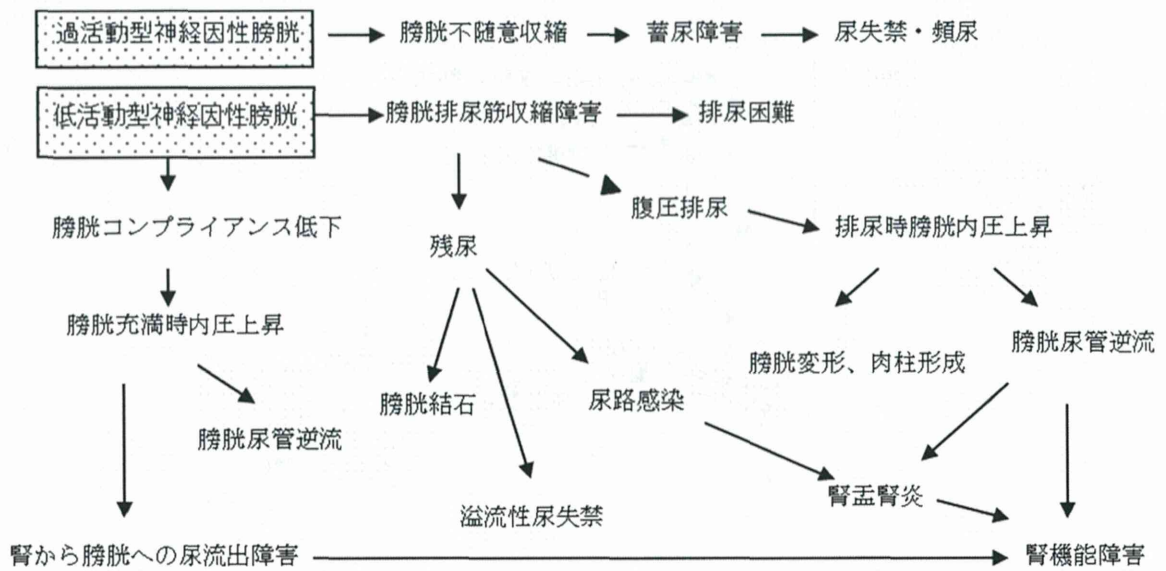 過活動型神経因性膀胱
膀胱不随意収縮
蓄尿障害
尿失禁・頻尿
低活動型神経因性膀胱
膀胱排尿筋収縮障害
排尿困難
膀胱コンプライアンス低下
残尿
腹圧排尿
排尿時膀胱内圧上昇
膀胱充満時内圧上昇
膀胱変形、肉柱形成
膀胱尿管逆流
膀胱結石
尿路感染
膀胱尿管逆流
溢流性尿失禁
腎盂腎炎
腎から膀胱への尿流出障害
腎機能障害